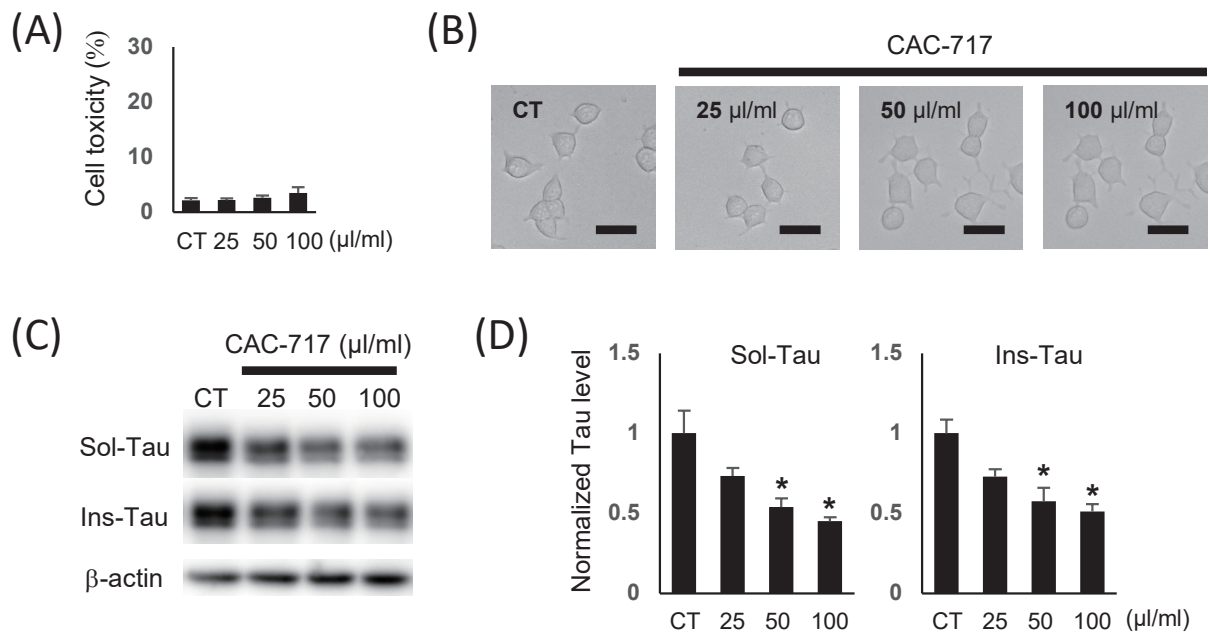 (A)
30
20
10
0
Cell toxicity (%)
CT 25 50 100 (μl/ml)
(B)
CAC-717
CT
25 μl/ml
50 μl/ml
100 μl/ml
(C)
CAC-717 (μl/ml)
CT 25 50 100
Sol-Tau
Ins-Tau
β-actin
(D)
Normalized Tau level
Sol-Tau
1.5
1
0.5
0
* *
CT 25 50 100
Ins-Tau
1.5
1
0.5
0
* *
CT 25 50 100 (μl/ml)